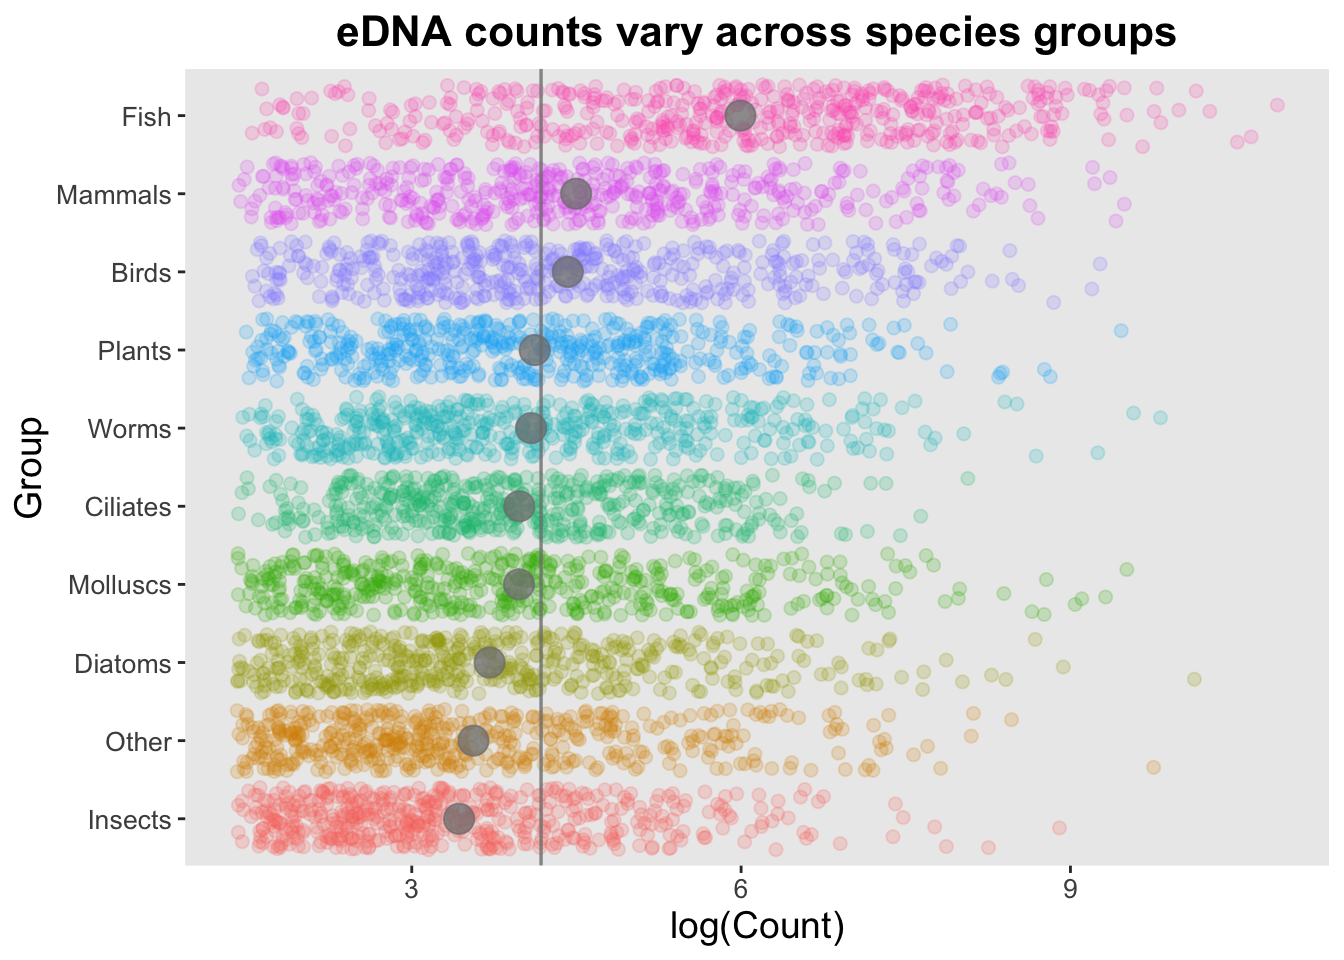 eDNA counts vary across species groups
Group
Fish
Mammals
Birds
Plants
Worms
Ciliates
Molluscs
Diatoms
Other
Insects
3 6 9
log(Count)